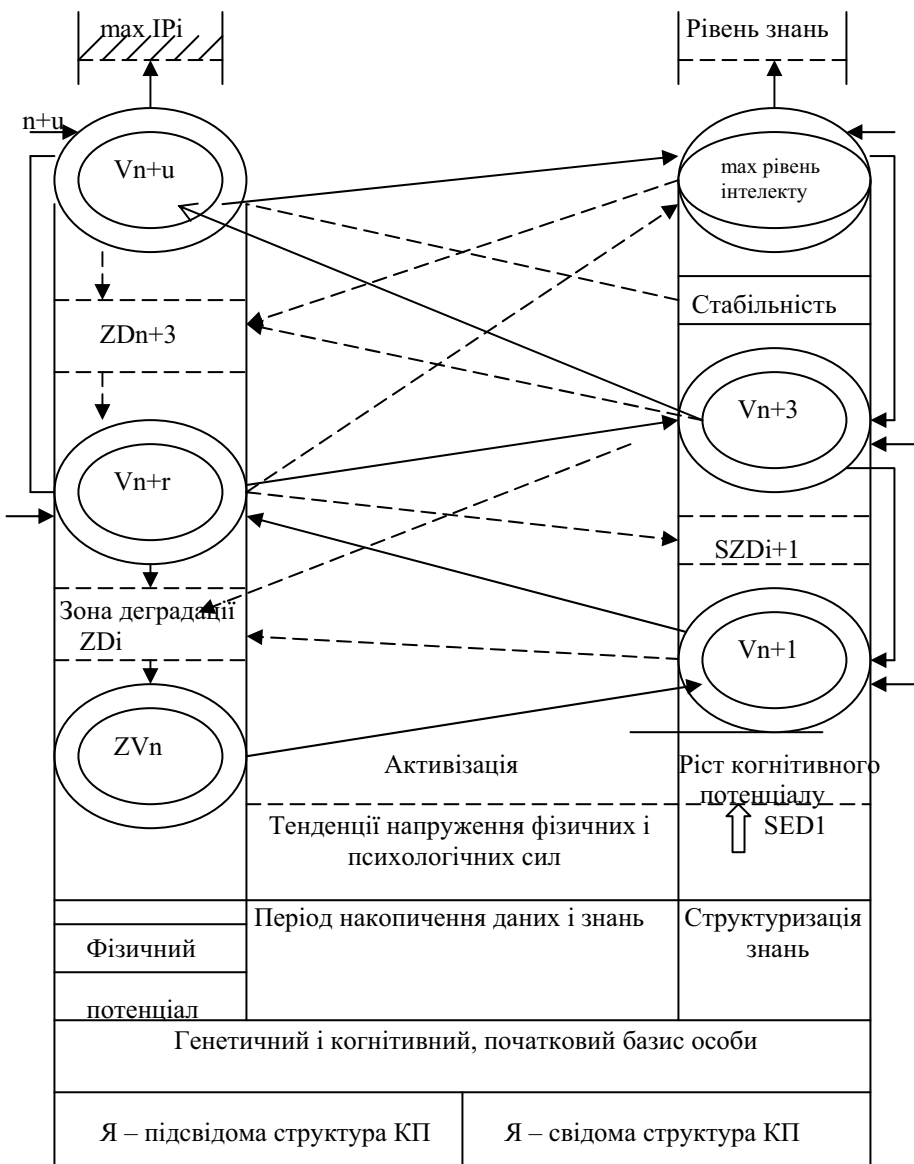 max IPi
Рівень знань
n+u
Vn+u
max рівень
інтелекту
Стабільність
ZDn+3
Vn+3
Vn+r
SZDi+1
Зона деградації
ZDi
Vn+1
ZVn
Активізація
Ріст когнітивного
потенціалу
SED1
Тенденції напруження фізичних і
психологічних сил
Період накопичення даних і знань
Структуризація
знань
Фізичний
потенціал
Генетичний і когнітивний, початковий базис особи
Я – підсвідома структура КП
Я – свідома структура КП